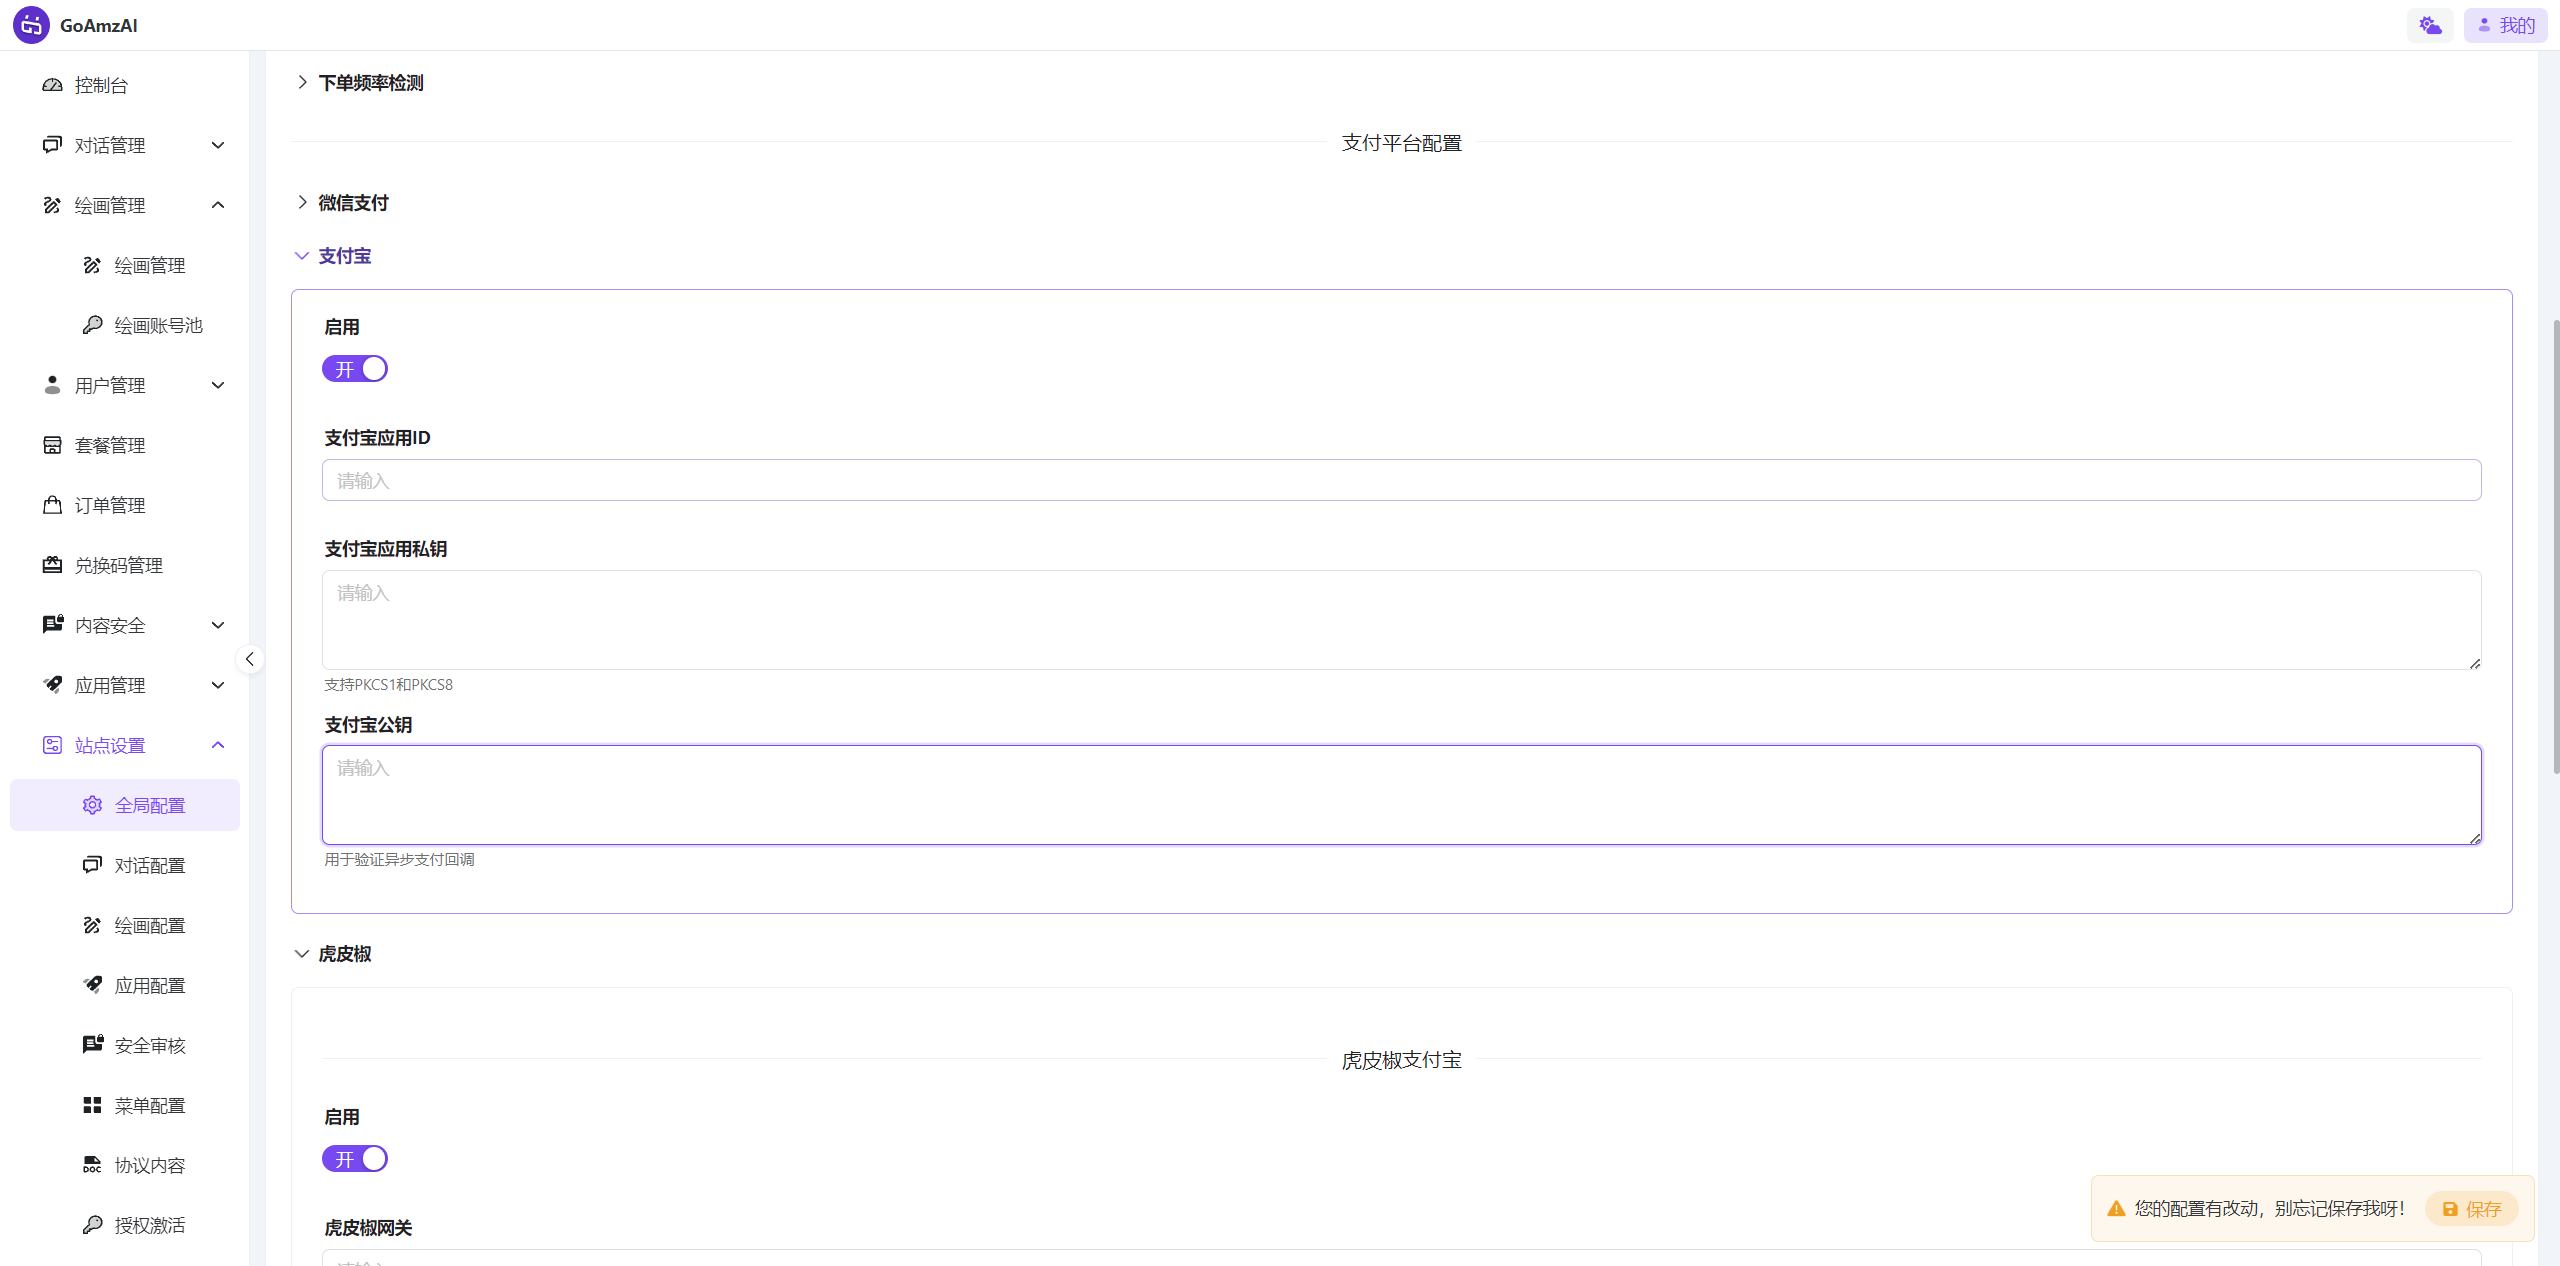 GoAmzAI
我的
控制台
对话管理
绘画管理
绘画管理
绘画账号池
用户管理
套餐管理
订单管理
兑换码管理
内容安全
应用管理
站点设置
全局配置
对话配置
绘画配置
应用配置
安全审核
菜单配置
DOC
协议内容
授权激活
下单频率检测
支付平台配置
微信支付
支付宝
启用
开
支付宝应用ID
请输入
支付宝应用私钥
请输入
支持PKCS1和PKCS8
支付宝公钥
请输入
用于验证异步支付回调
虎皮椒
虎皮椒支付宝
启用
开
虎皮椒网关
您的配置有改动，别忘记保存我呀！
保存